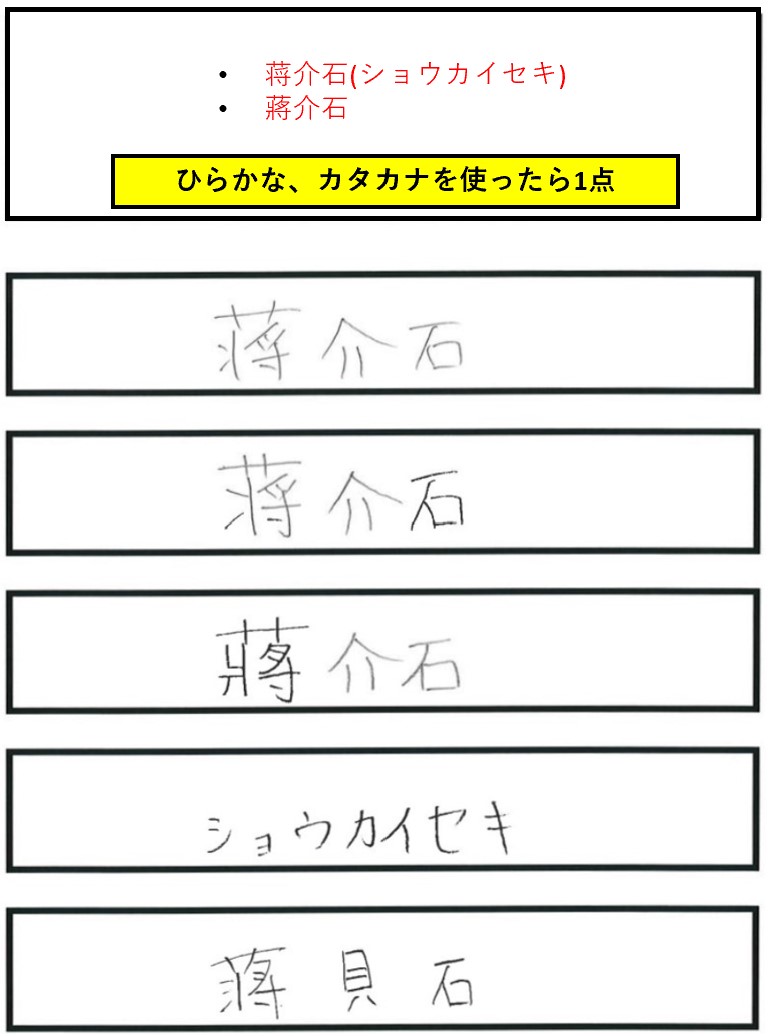 • 蒋介石(ショウカイセキ)
• 蔣介石
ひらかな、カタカナを使ったら1点
蒋介石
蒋介石
蔣介石
ショウカイセキ
蒋貝石